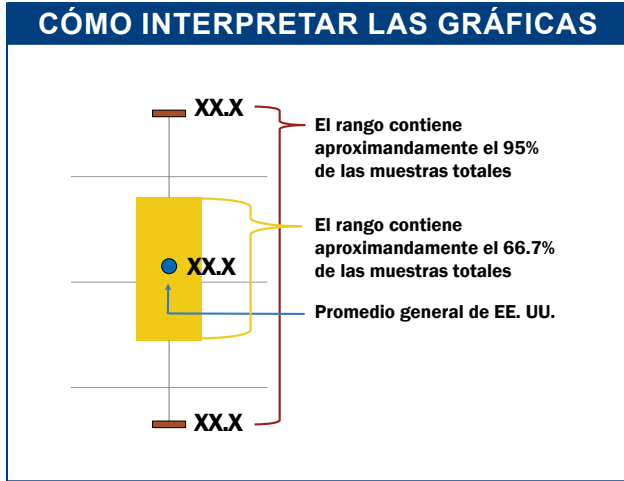 CÓMO INTERPRETAR LAS GRÁFICAS
XX.X
El rango contiene
aproximandamente el 95%
de las muestras totales
El rango contiene
aproximandamente el 66.7%
de las muestras totales
XX.X
Promedio general de EE. UU.
XX.X